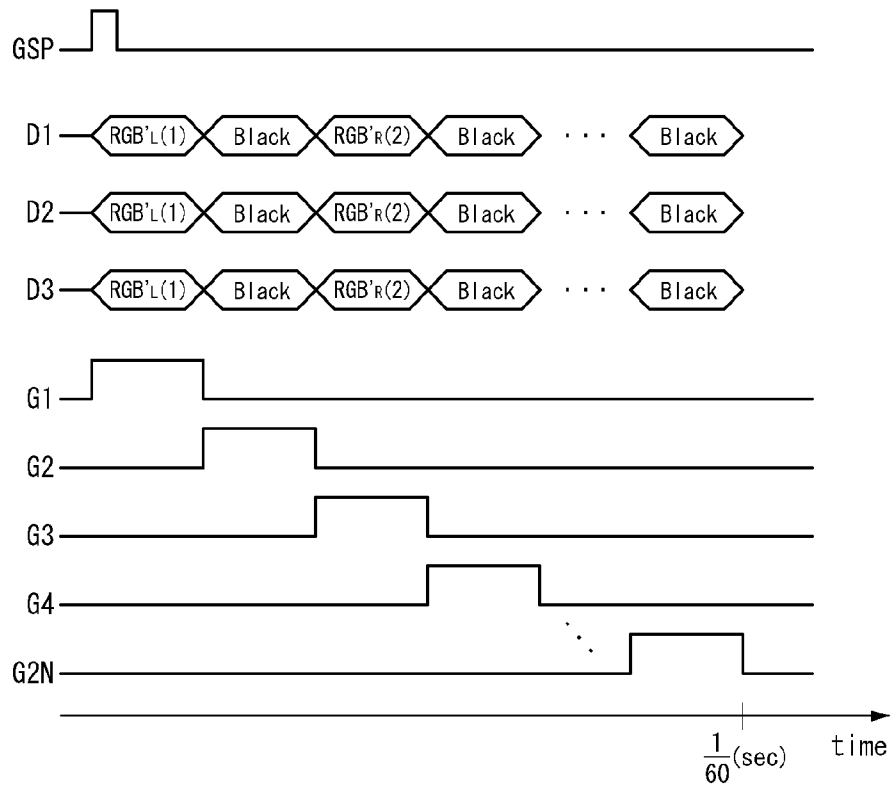 GSP
D1 RGB'L(1) Black RGB'R(2) Black · · · Black
D2 RGB'L(1) Black RGB'R(2) Black · · · Black
D3 RGB'L(1) Black RGB'R(2) Black · · · Black
G1
G2
G3
G4
G2N
1/60 (sec) time